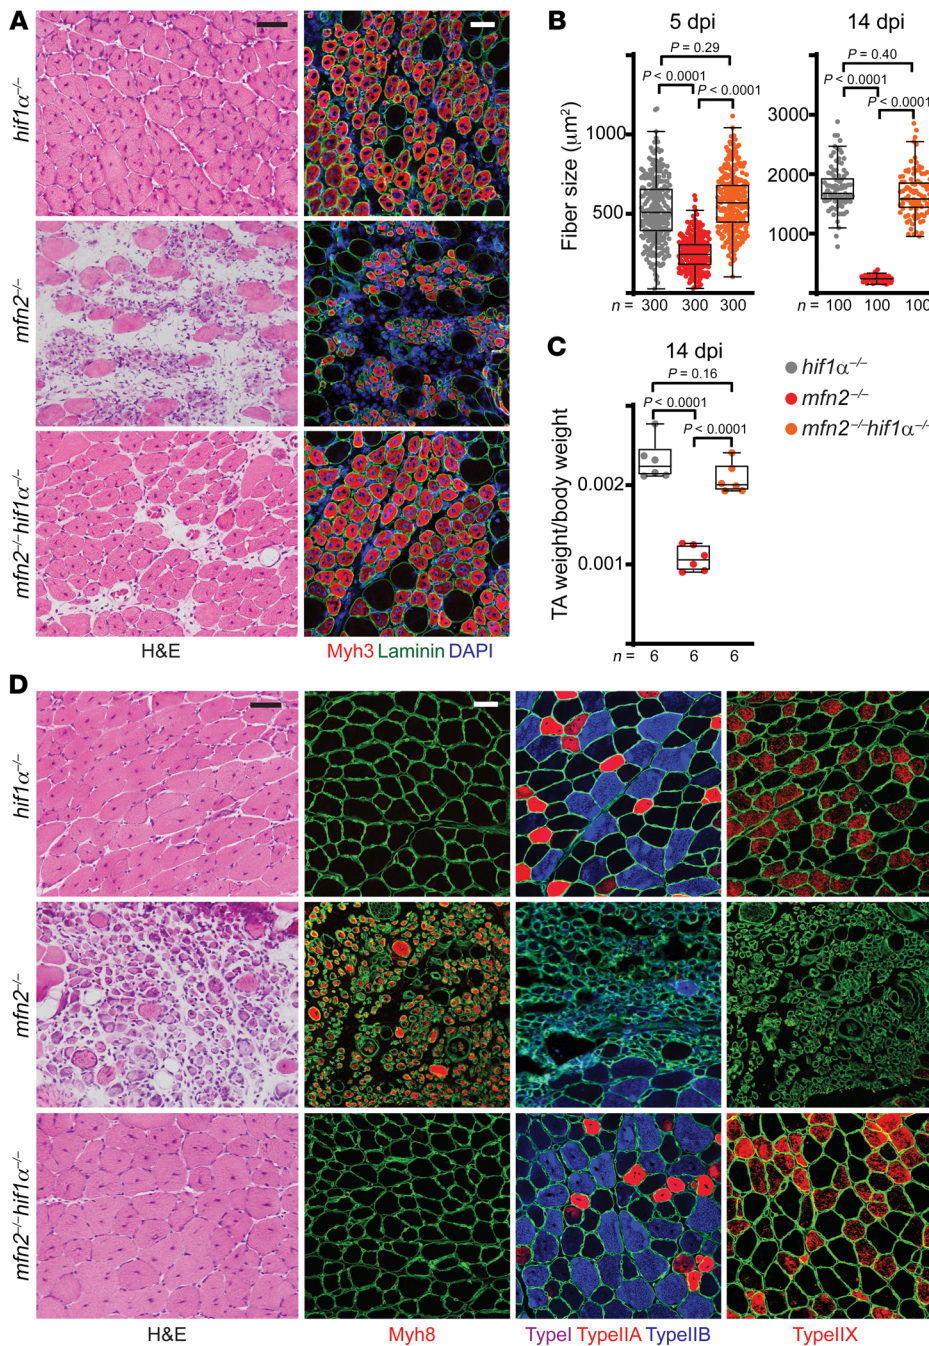 A
hif1α–/–
mfn2–/–
mfn2–/–hif1α–/–
H&E
Myh3 Laminin DAPI
B
5 dpi
14 dpi
P = 0.29
P < 0.0001
P < 0.0001
P = 0.40
P < 0.0001
P < 0.0001
Fiber size (μm2)
1000
500
3000
2000
1000
n = 300 300 300
100 100 100
C
14 dpi
P = 0.16
P < 0.0001
P < 0.0001
TA weight/body weight
0.002
0.001
n = 6 6 6
hif1α–/–
mfn2–/–
mfn2–/–hif1α–/–
D
hif1α–/–
mfn2–/–
mfn2–/–hif1α–/–
H&E
Myh8
TypeI TypeIIA TypeIIB
TypeIIX